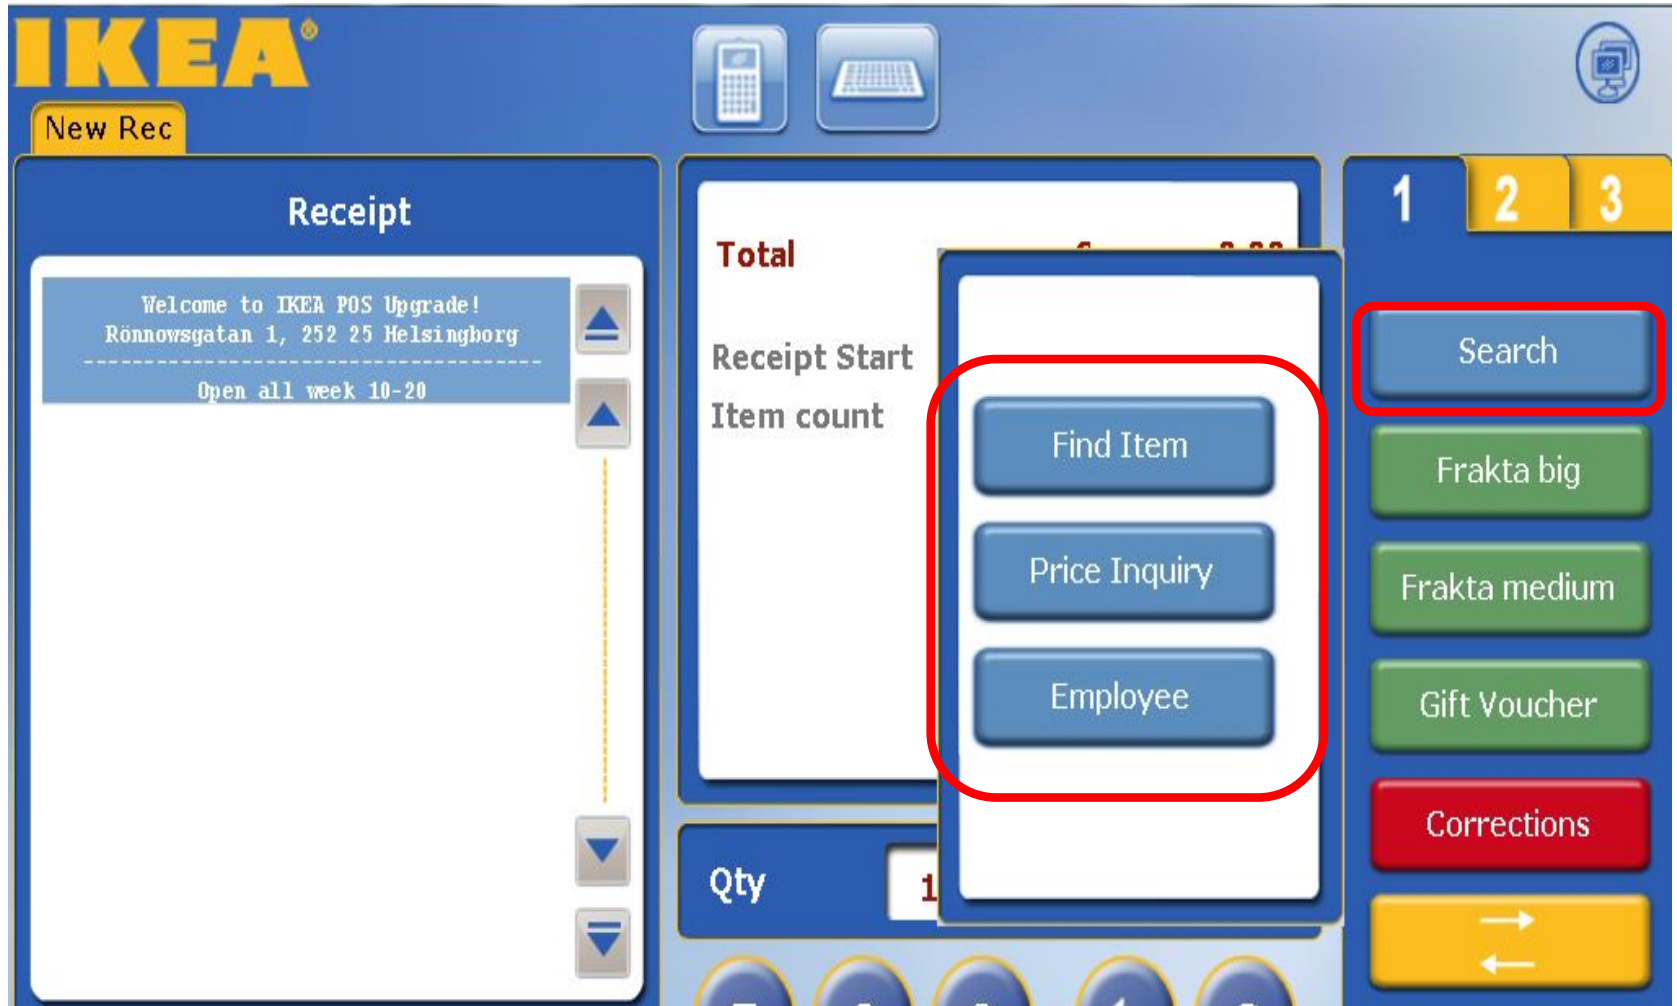 IKEA®
New Rec
Receipt
Welcome to IKEA POS Upgrade!
Rönnowsgatan 1, 252 25 Helsingborg
Open all week 10-20
Total
Receipt Start
Item count
Find Item
Price Inquiry
Employee
Qty 1
1 2 3
Search
Frakta big
Frakta medium
Gift Voucher
Corrections